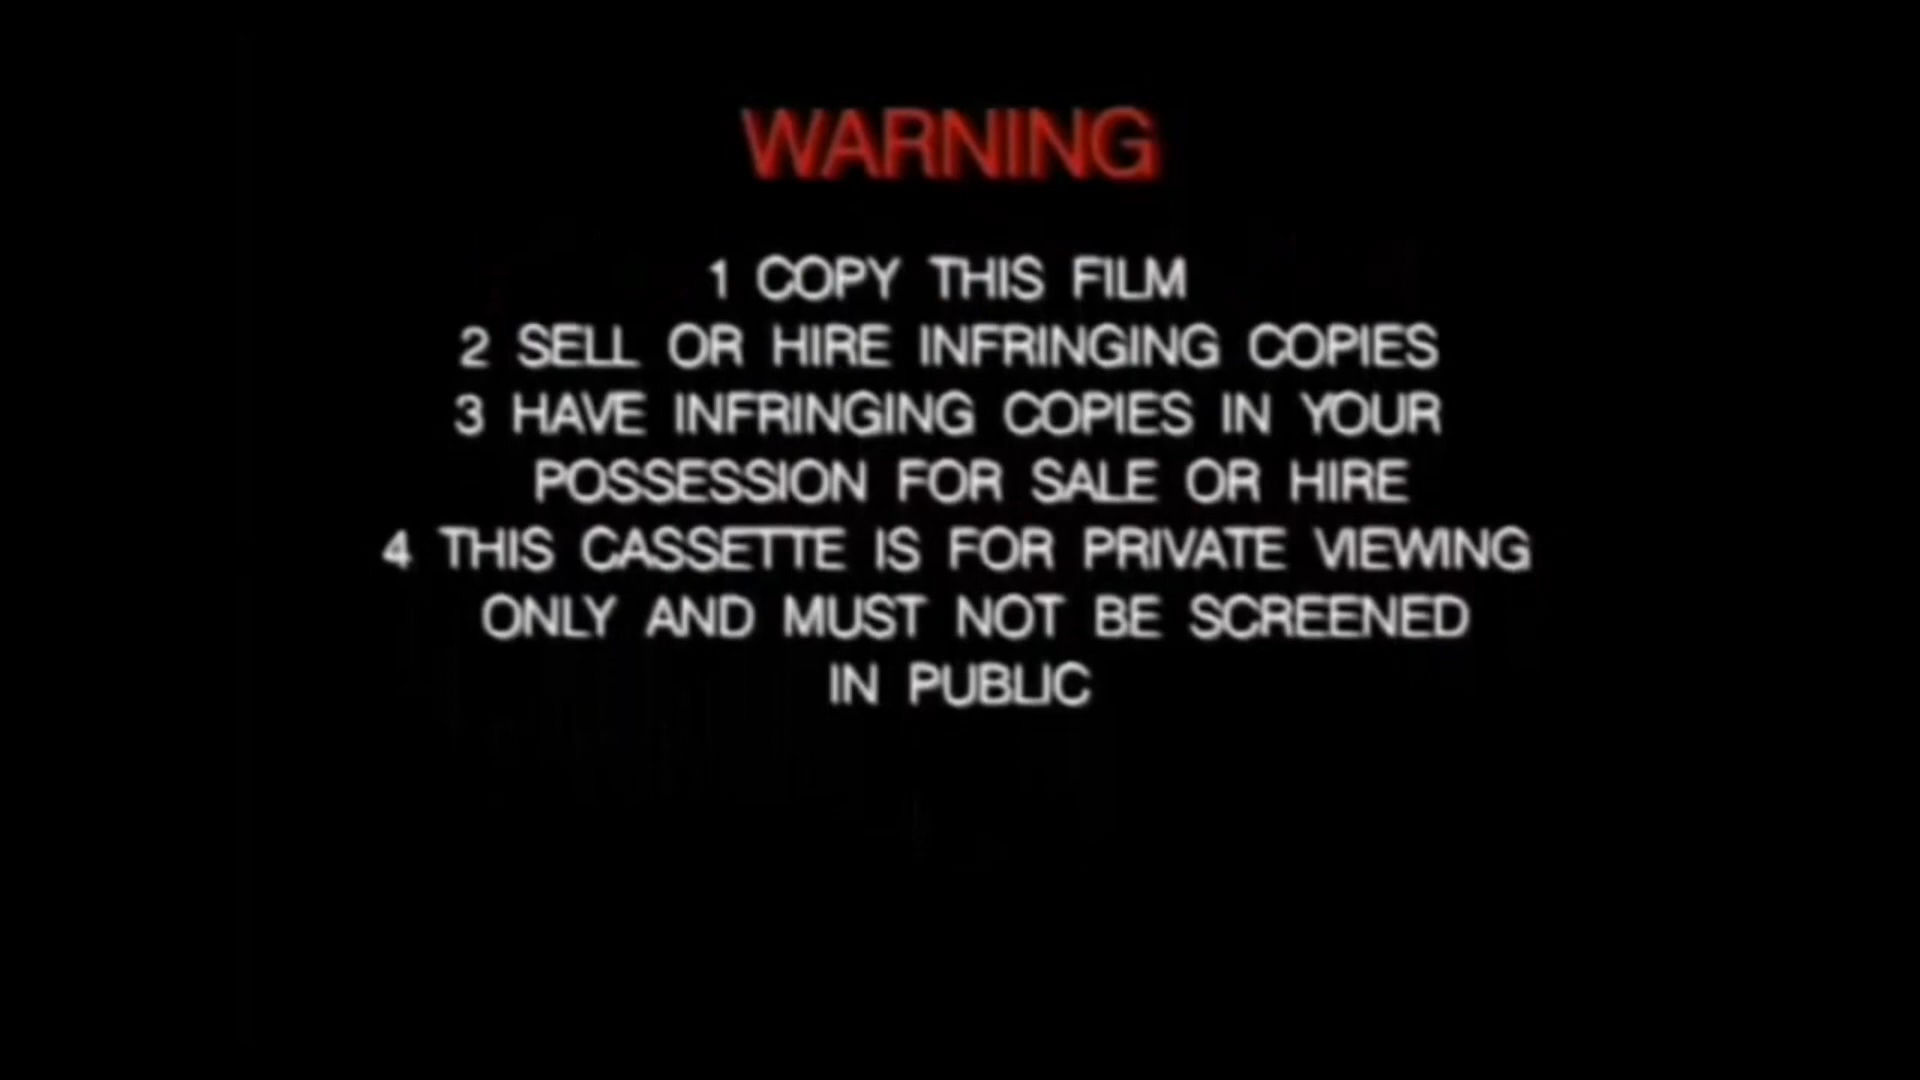 WARNING
1 COPY THIS FILM
2 SELL OR HIRE INFRINGING COPIES
3 HAVE INFRINGING COPIES IN YOUR
POSSESSION FOR SALE OR HIRE
4 THIS CASSETTE IS FOR PRIVATE VIEWING
ONLY AND MUST NOT BE SCREENED
IN PUBLIC